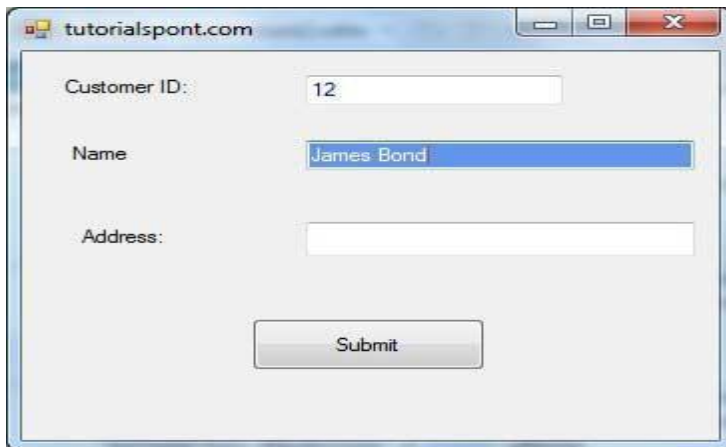 tutorialspont.com
Customer ID: 12
Name James Bond
Address:
Submit